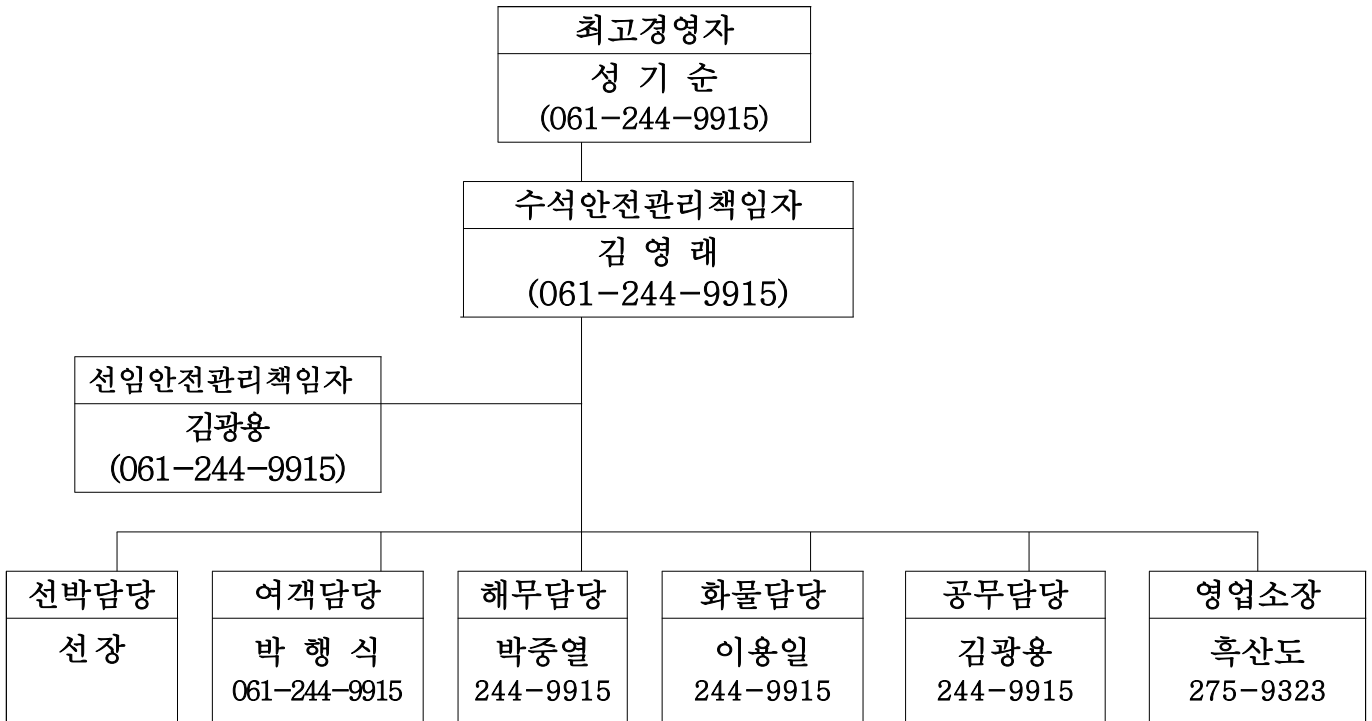 최고경영자
성 기 순
(061-244-9915)
수석안전관리책임자
김 영 래
(061-244-9915)
선임안전관리책임자
김광용
(061-244-9915)
선박담당
선 장
여객담당
박 행 식
061-244-9915
해무담당
박중열
244-9915
화물담당
이용일
244-9915
공무담당
김광용
244-9915
영업소장
흑산도
275-9323